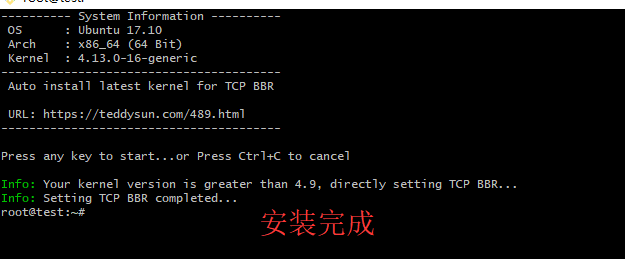 ---------- System Information ----------
OS      : Ubuntu 17.10
Arch    : x86_64 (64 Bit)
Kernel  : 4.13.0-16-generic
----------------------------------------
Auto install latest kernel for TCP BBR
URL: https://teddysun.com/489.html
----------------------------------------
Press any key to start...or Press Ctrl+C to cancel
Info: Your kernel version is greater than 4.9, directly setting TCP BBR...
Info: Setting TCP BBR completed...
root@test:~#
安装完成